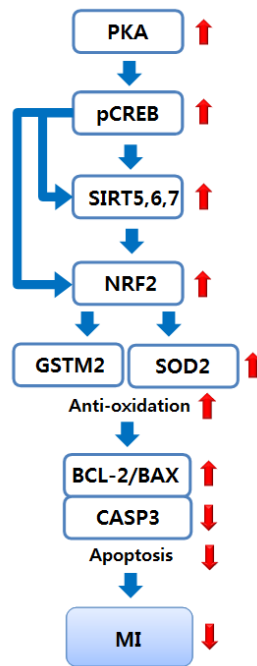 PKA
pCREB
SIRT5,6,7
NRF2
GSTM2 SOD2
Anti-oxidation
BCL-2/BAX
CASP3
Apoptosis
MI